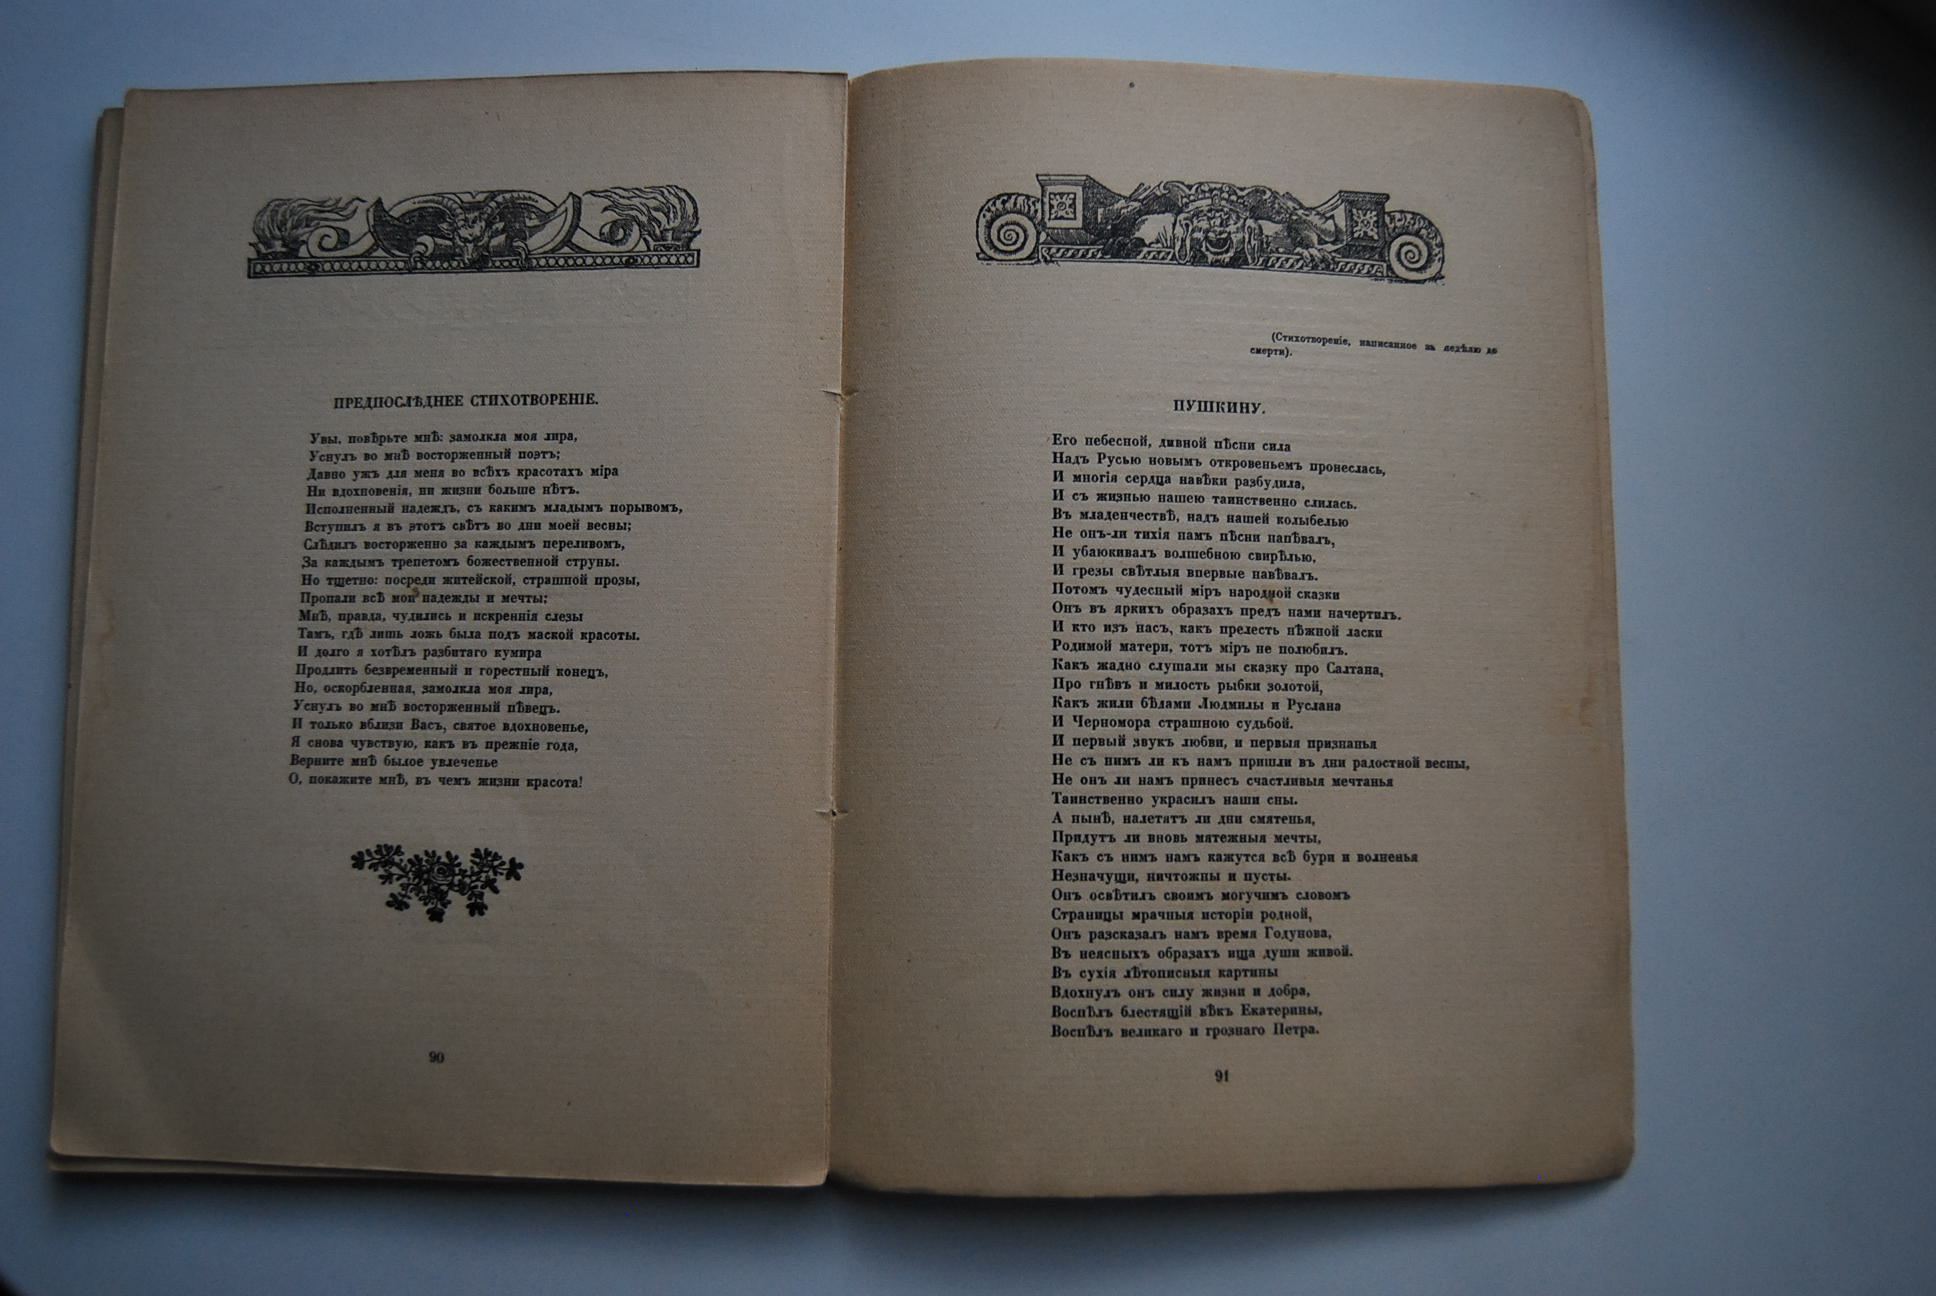 ПРЕДПОСЛѢДНЕЕ СТИХОТВОРЕНІЕ.
Увы, повѣрьте мнѣ: замолкла моя лира,
Уснулъ во мнѣ восторженный поэтъ;
Давно ужъ для меня во всѣхъ красотахъ міра
Ни вдохновенія, ни жизни больше нѣтъ.
Исполненный надеждъ, съ какимъ младымъ порывомъ,
Вступилъ я въ этотъ свѣтъ во дни моей весны;
Слѣдилъ восторженно за каждымъ переливомъ,
За каждымъ трепетомъ божественной струны.
Но тщетно: посреди житейской, страшной прозы,
Пропали всѣ мои надежды и мечты;
Мнѣ, правда, чудились и искреннія слезы
Тамъ, гдѣ лишь ложь была подъ маской красоты.
И долго я хотѣлъ разбитаго кумира
Продлить безвременный и горестный конецъ,
Но, оскорбленная, замолкла моя лира,
Уснулъ во мнѣ восторженный пѣвецъ.
И только вблизи Васъ, святое вдохновенье,
Я снова чувствую, какъ въ прежніе года,
Верните мнѣ былое увлеченье
О, покажите мнѣ, въ чемъ жизни красота!
90
(Стихотвореніе, написанное за недѣлю до
смерти).
ПУШКИНУ.
Его небесной, дивной пѣсни сила
Надъ Русью новымъ откровеньемъ пронеслась,
И многія сердца навѣки разбудила,
И съ жизнью нашею таинственно слилась.
Въ младенчествѣ, надъ нашей колыбелью
Не онъ-ли тихія намъ пѣсни напѣвалъ,
И убаюкивалъ волшебною свирѣлью,
И грезы свѣтлыя впервые навѣвалъ.
Потомъ чудесный міръ народной сказки
Онъ въ яркихъ образахъ предъ нами начертилъ.
И кто изъ насъ, какъ прелесть нѣжной ласки
Родимой матери, тотъ міръ не полюбилъ.
Какъ жадно слушали мы сказку про Салтана,
Про гнѣвъ и милость рыбки золотой,
Какъ жили бѣдами Людмилы и Руслана
И Черномора страшною судьбой.
И первый звукъ любви, и первыя признанья
Не съ нимъ ли къ намъ пришли въ дни радостной весны,
Не онъ ли намъ принесъ счастливыя мечтанья
Таинственно украсилъ наши сны.
А нынѣ, налетятъ ли дни смятенья,
Придутъ ли вновь мятежныя мечты,
Какъ съ нимъ намъ кажутся всѣ бури и волненья
Незначущи, ничтожны и пусты.
Онъ освѣтилъ своимъ могучимъ словомъ
Страницы мрачныя исторіи родной,
Онъ разсказалъ намъ время Годунова,
Въ неясныхъ образахъ ища души живой.
Въ сухія лѣтописныя картины
Вдохнулъ онъ силу жизни и добра,
Воспѣлъ блестящій вѣкъ Екатерины,
Воспѣлъ великаго и грознаго Петра.
91